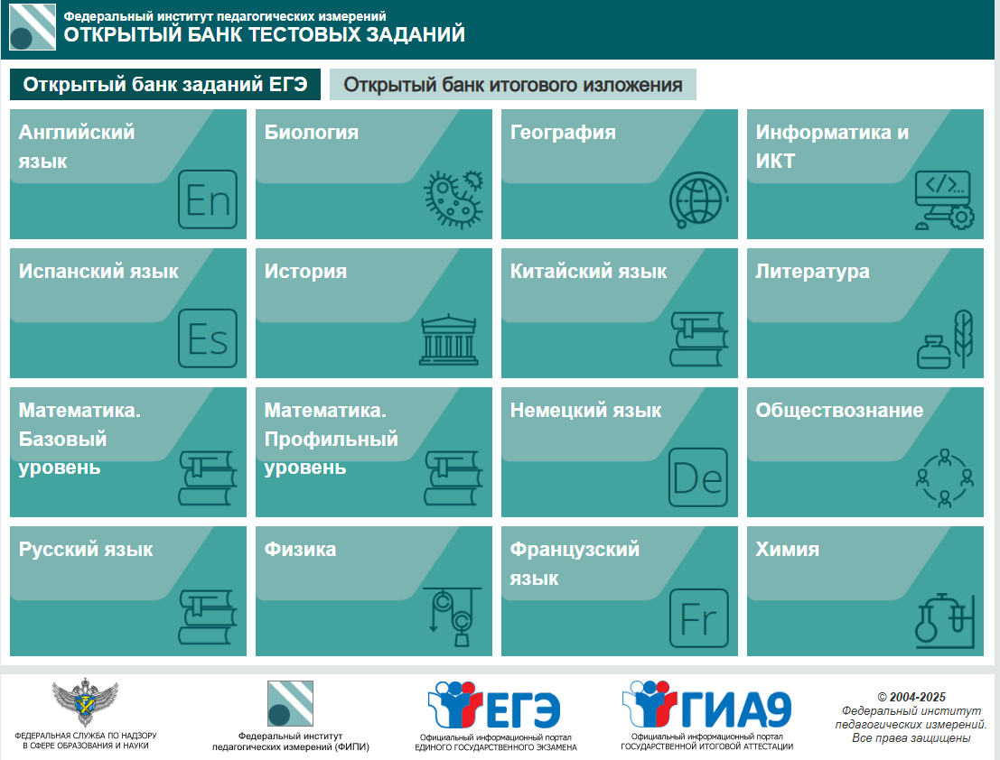 Федеральный институт педагогических измерений
ОТКРЫТЫЙ БАНК ТЕСТОВЫХ ЗАДАНИЙ
Открытый банк заданий ЕГЭ
Открытый банк итогового изложения
Английский
язык
En
Биология
География
Информатика и
ИКТ
</>...
Испанский язык
Es
История
Китайский язык
Литература
Математика.
Базовый
уровень
Математика.
Профильный
уровень
Немецкий язык
De
Обществознание
Русский язык
Физика
Французский
язык
Fr
Химия
ФЕДЕРАЛЬНАЯ СЛУЖБА ПО НАДЗОРУ
В СФЕРЕ ОБРАЗОВАНИЯ И НАУКИ
Федеральный институт
педагогических измерений (ФИПИ)
ЕГЭ
Официальный информационный портал
ЕДИНОГО ГОСУДАРСТВЕННОГО ЭКЗАМЕНА
ГИА9
Официальный информационный портал
ГОСУДАРСТВЕННОЙ ИТОГОВОЙ АТТЕСТАЦИИ
© 2004-2025
Федеральный институт
педагогических измерений.
Все права защищены